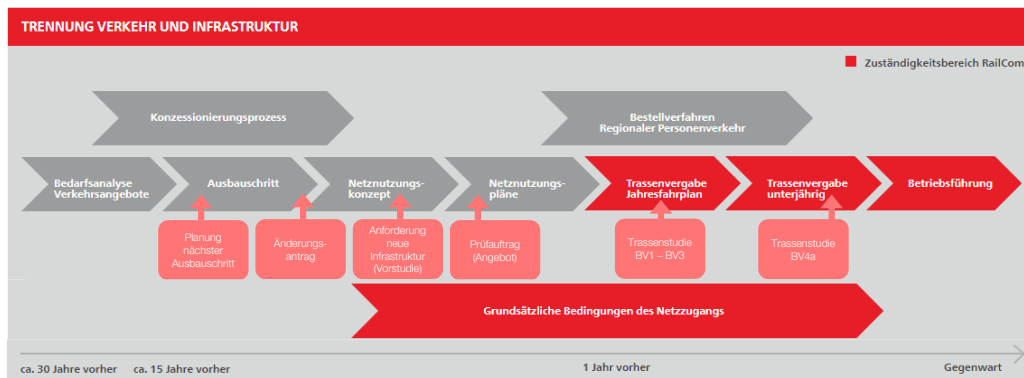 TRENNUNG VERKEHR UND INFRASTRUKTUR
Zuständigkeitsbereich RailCom
Konzessionierungsprozess
Bestellverfahren
Regionaler Personenverkehr
Bedarfsanalyse
Verkehrsangebote
Ausbauschritt
Netznutzungs-
konzept
Netznutzungs-
pläne
Trassenvergabe
Jahresfahrplan
Trassenvergabe
unterjährig
Betriebsführung
Planung
nächster
Ausbauschritt
Änderungs-
antrag
Anforderung
neue
Infrastruktur
(Vorstudie)
Prüfauftrag
(Angebot)
Trassenstudie
BV1 – BV3
Trassenstudie
BV4a
Grundsätzliche Bedingungen des Netzzugangs
ca. 30 Jahre vorher
ca. 15 Jahre vorher
1 Jahr vorher
Gegenwart